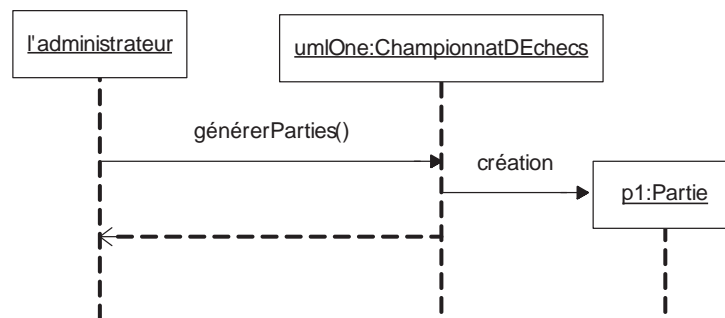 l'administrateur
umlOne:ChampionnatDEchecs
générerParties()
création
p1:Partie